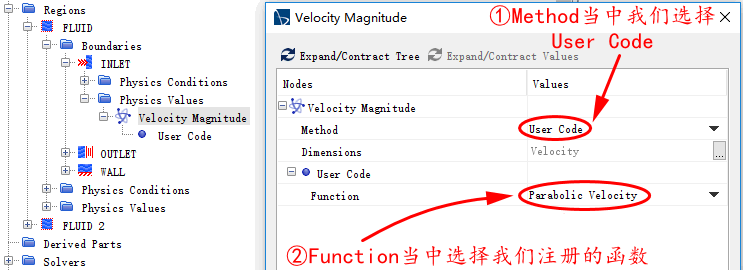 Regions
FLUID
Boundaries
INLET
Physics Conditions
Physics Values
Velocity Magnitude
User Code
OUTLET
WALL
Physics Conditions
Physics Values
FLUID 2
Derived Parts
Solvers
Velocity Magnitude
①Method当中我们选择
User Code
Expand/Contract Tree Expand/Contract Values
Nodes Values
Velocity Magnitude
Method User Code
Dimensions Velocity ...
User Code
Function Parabolic Velocity
②Function当中选择我们注册的函数